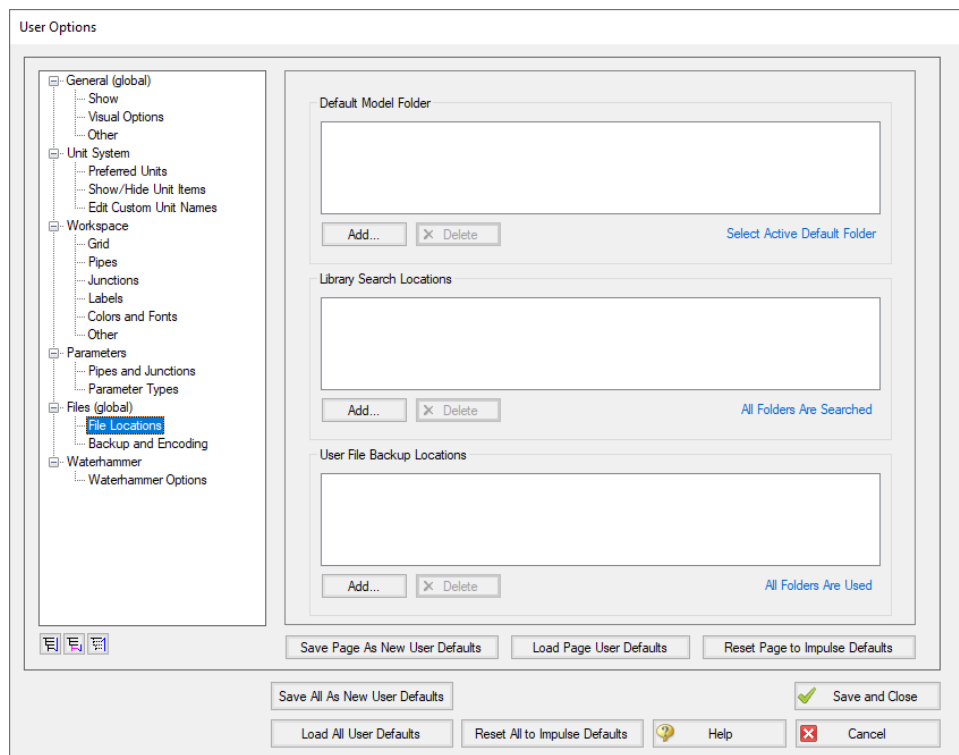 User Options
General (global)
Show
Visual Options
Other
Unit System
Preferred Units
Show/Hide Unit Items
Edit Custom Unit Names
Workspace
Grid
Pipes
Junctions
Labels
Colors and Fonts
Other
Parameters
Pipes and Junctions
Parameter Types
Files (global)
File Locations
Backup and Encoding
Waterhammer
Waterhammer Options
Default Model Folder
Add... Delete Select Active Default Folder
Library Search Locations
Add... Delete All Folders Are Searched
User File Backup Locations
Add... Delete All Folders Are Used
Save Page As New User Defaults Load Page User Defaults Reset Page to Impulse Defaults
Save All As New User Defaults Save and Close
Load All User Defaults Reset All to Impulse Defaults Help Cancel